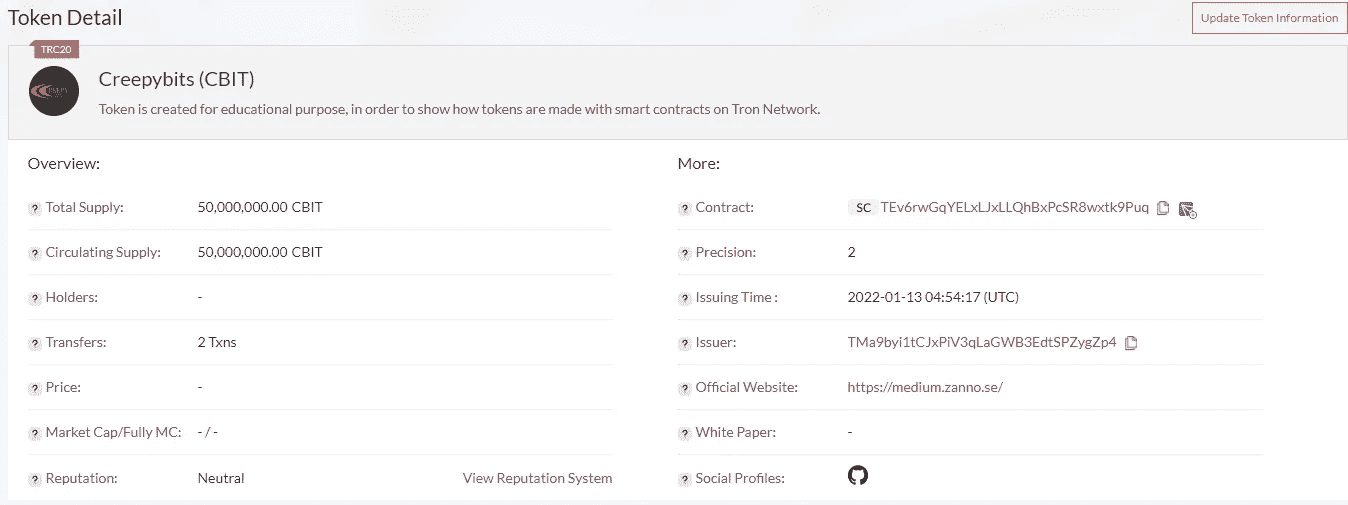 Token Detail
Update Token Information
TRC20
Creepybits (CBIT)
Token is created for educational purpose, in order to show how tokens are made with smart contracts on Tron Network.
Overview:
? Total Supply: 50,000,000.00 CBIT
? Circulating Supply: 50,000,000.00 CBIT
? Holders: -
? Transfers: 2 Txns
? Price: -
? Market Cap/Fully MC: - / -
? Reputation: Neutral View Reputation System
More:
? Contract: SC TEv6rwGqYELxLJxLLQhBxPcSR8wxtk9Puq
? Precision: 2
? Issuing Time : 2022-01-13 04:54:17 (UTC)
? Issuer: TMa9byi1tCJxPiV3qLaGWB3EdtSPZygZp4
? Official Website: https://medium.zanno.se/
? White Paper: -
? Social Profiles: